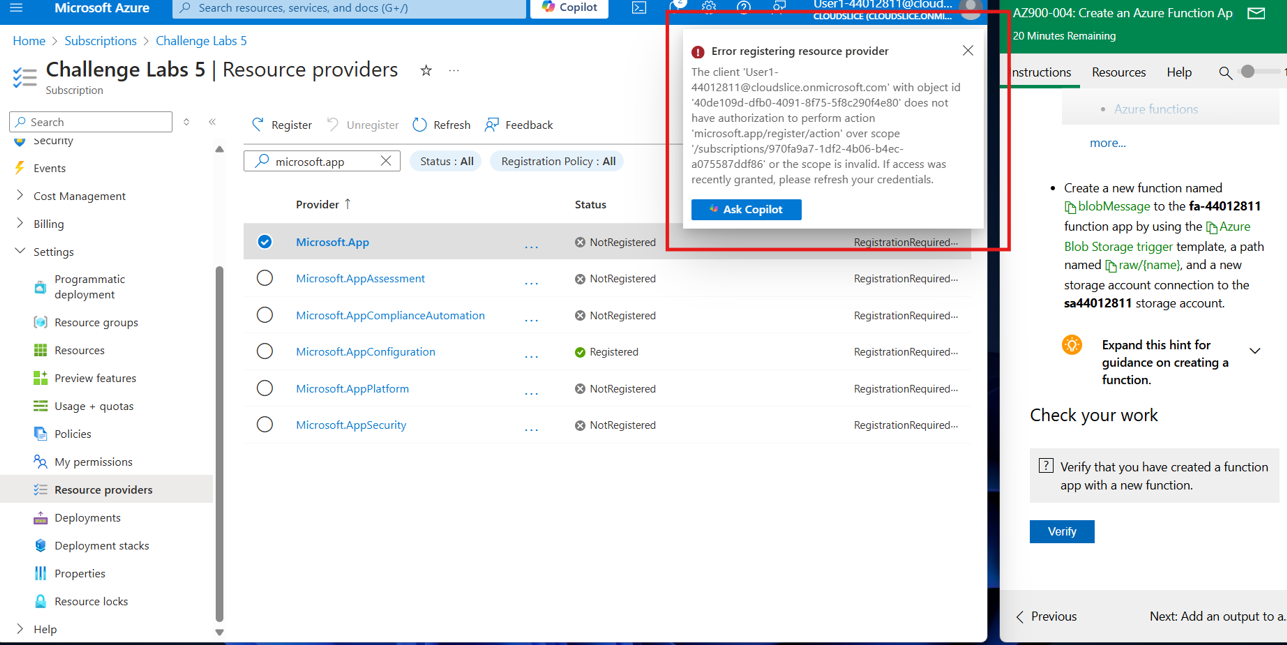 Microsoft Azure
Search resources, services, and docs (G+/)
Copilot
User1-44012811@cloud...
CLOUDSLICE (CLOUDSLICE.ONMI...
Home > Subscriptions > Challenge Labs 5
Challenge Labs 5 | Resource providers
Subscription
Search
Security
Events
Cost Management
Billing
Settings
Programmatic
deployment
Resource groups
Resources
Preview features
Usage + quotas
Policies
My permissions
Resource providers
Deployments
Deployment stacks
Properties
Resource locks
Help
Register
Unregister
Refresh
Feedback
microsoft.app
Status : All
Registration Policy : All
Provider ↑
Status
Microsoft.App ... NotRegistered RegistrationRequired...
Microsoft.AppAssessment ... NotRegistered RegistrationRequired...
Microsoft.AppComplianceAutomation ... NotRegistered RegistrationRequired...
Microsoft.AppConfiguration ... Registered RegistrationRequired...
Microsoft.AppPlatform ... NotRegistered RegistrationRequired...
Microsoft.AppSecurity ... NotRegistered RegistrationRequired...
Error registering resource provider
The client 'User1-
44012811@cloudslice.onmicrosoft.com' with object id
'40de109d-dfb0-4091-8f75-5f8c290f4e80' does not
have authorization to perform action
'microsoft.app/register/action' over scope
'/subscriptions/970fa9a7-1df2-4b06-b4ec-
a075587ddf86' or the scope is invalid. If access was
recently granted, please refresh your credentials.
Ask Copilot
AZ900-004: Create an Azure Function Ap
20 Minutes Remaining
Instructions
Resources
Help
1
• Azure functions
more...
• Create a new function named
blobMessage to the fa-44012811
function app by using the Azure
Blob Storage trigger template, a path
named raw/{name}, and a new
storage account connection to the
sa44012811 storage account.
Expand this hint for
guidance on creating a
function.
Check your work
Verify that you have created a function
app with a new function.
Verify
Previous
Next: Add an output to a...